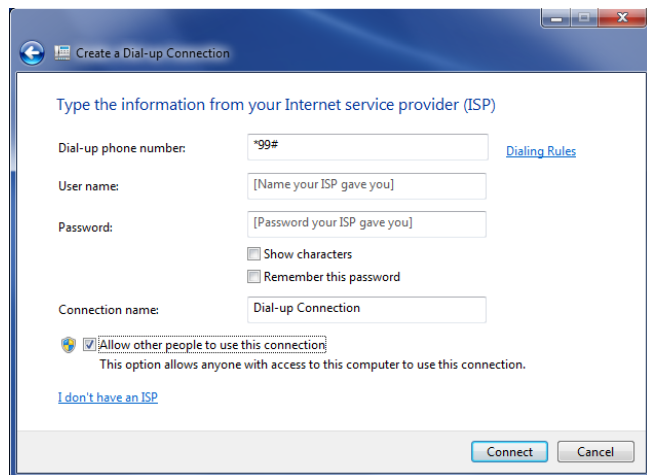 Create a Dial-up Connection
Type the information from your Internet service provider (ISP)
Dial-up phone number: *99# Dialing Rules
User name: [Name your ISP gave you]
Password: [Password your ISP gave you]
Show characters
Remember this password
Connection name: Dial-up Connection
Allow other people to use this connection
This option allows anyone with access to this computer to use this connection.
I don't have an ISP
Connect Cancel